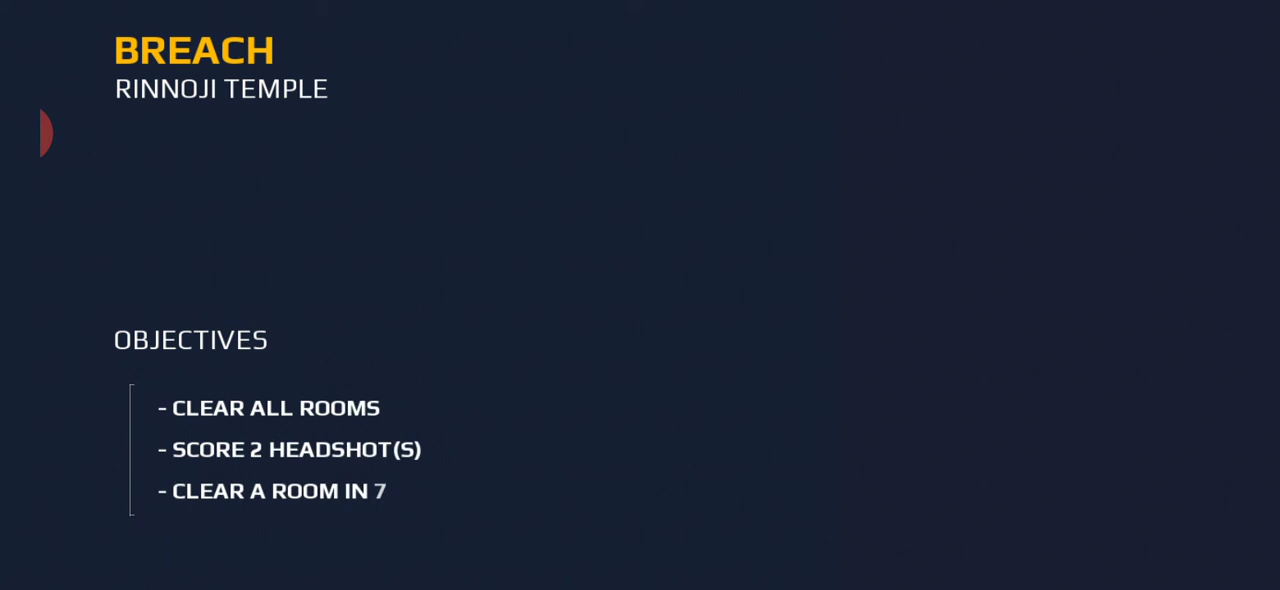 BREACH
RINNOJI TEMPLE
OBJECTIVES
- CLEAR ALL ROOMS
- SCORE 2 HEADSHOT(S)
- CLEAR A ROOM IN 7